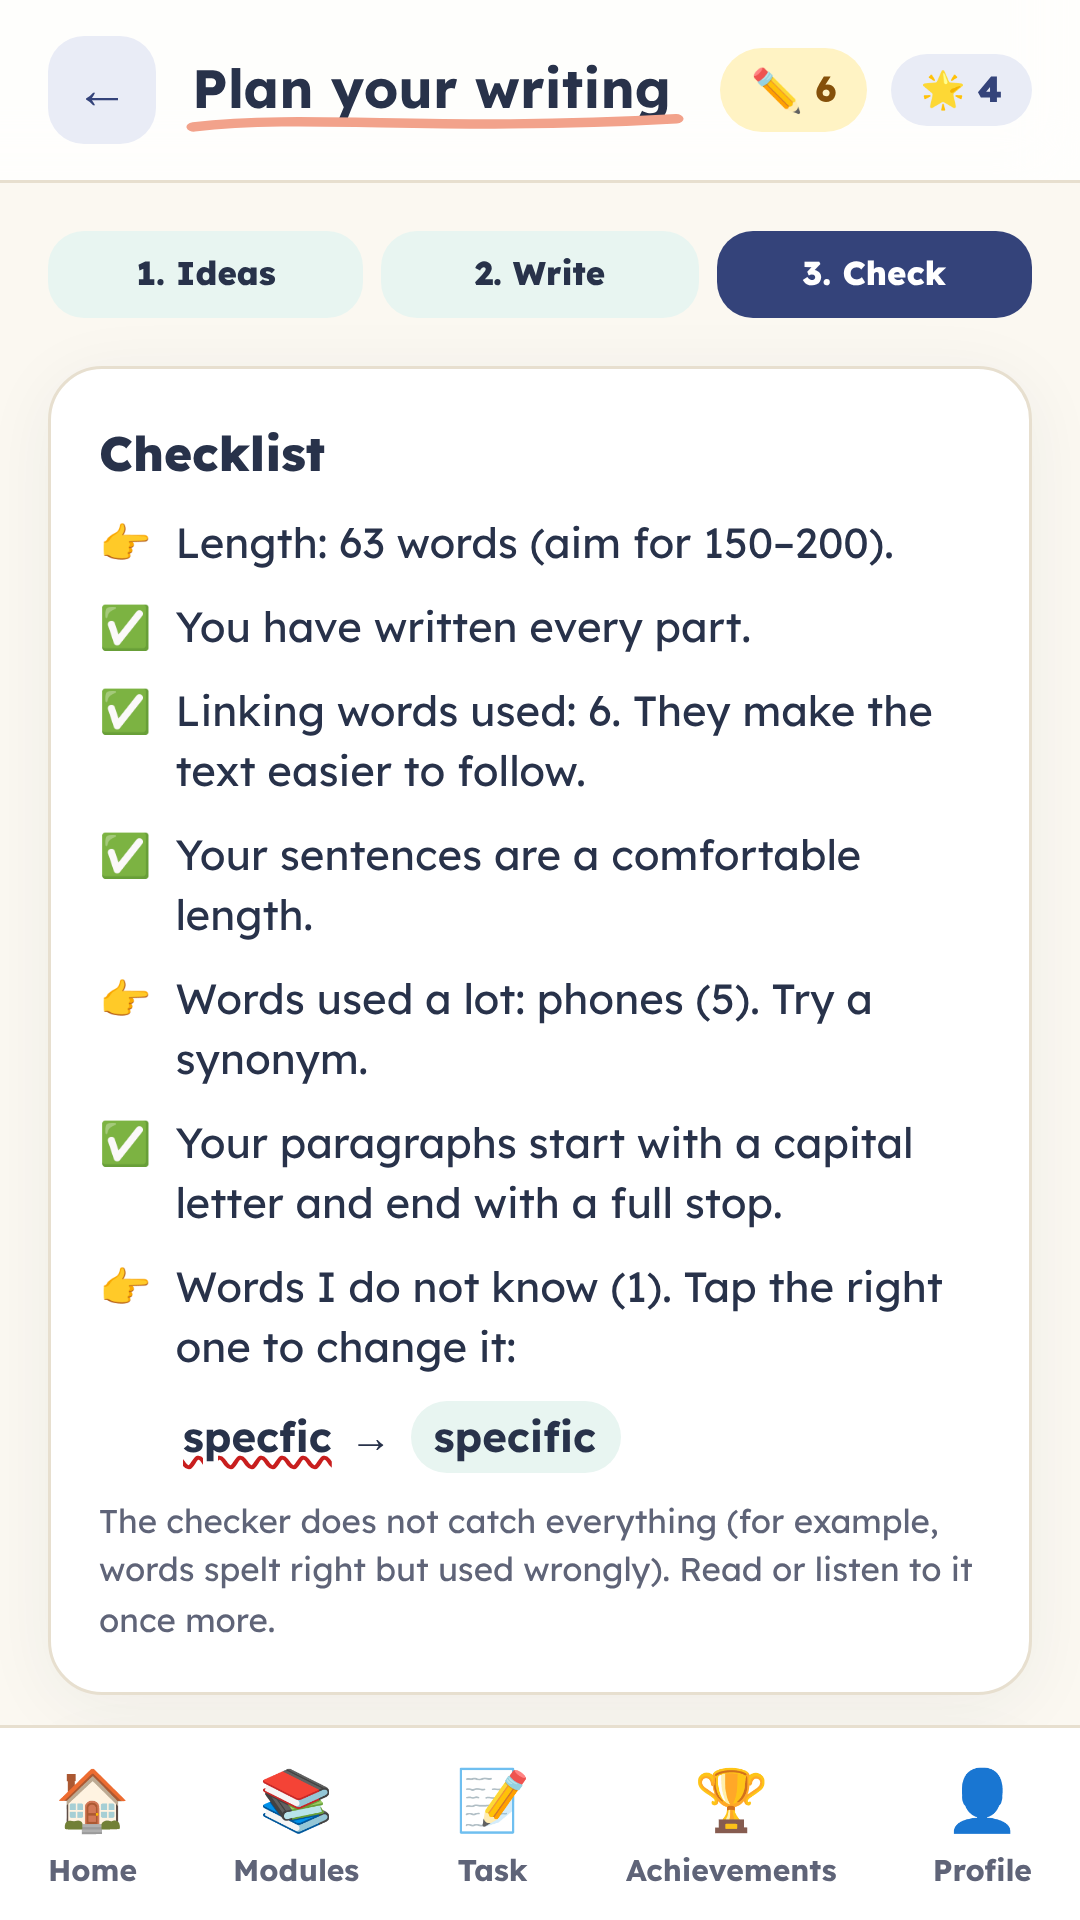 ← Plan your writing ✏️ 6 🌟 4
1. Ideas 2. Write 3. Check
Checklist
👉 Length: 63 words (aim for 150–200).
✅ You have written every part.
✅ Linking words used: 6. They make the
text easier to follow.
✅ Your sentences are a comfortable
length.
👉 Words used a lot: phones (5). Try a
synonym.
✅ Your paragraphs start with a capital
letter and end with a full stop.
👉 Words I do not know (1). Tap the right
one to change it:
specfic → specific
The checker does not catch everything (for example,
words spelt right but used wrongly). Read or listen to it
once more.
Home Modules Task Achievements Profile